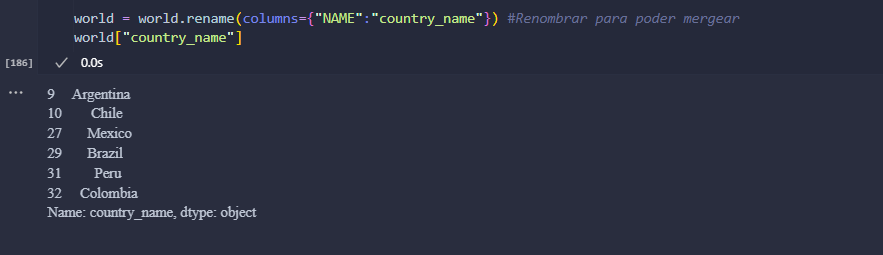 world = world.rename(columns={"NAME":"country_name"}) #Renombrar para poder mergear
world["country_name"]
[186] ✓ 0.0s
... 9 Argentina
10 Chile
27 Mexico
29 Brazil
31 Peru
32 Colombia
Name: country_name, dtype: object